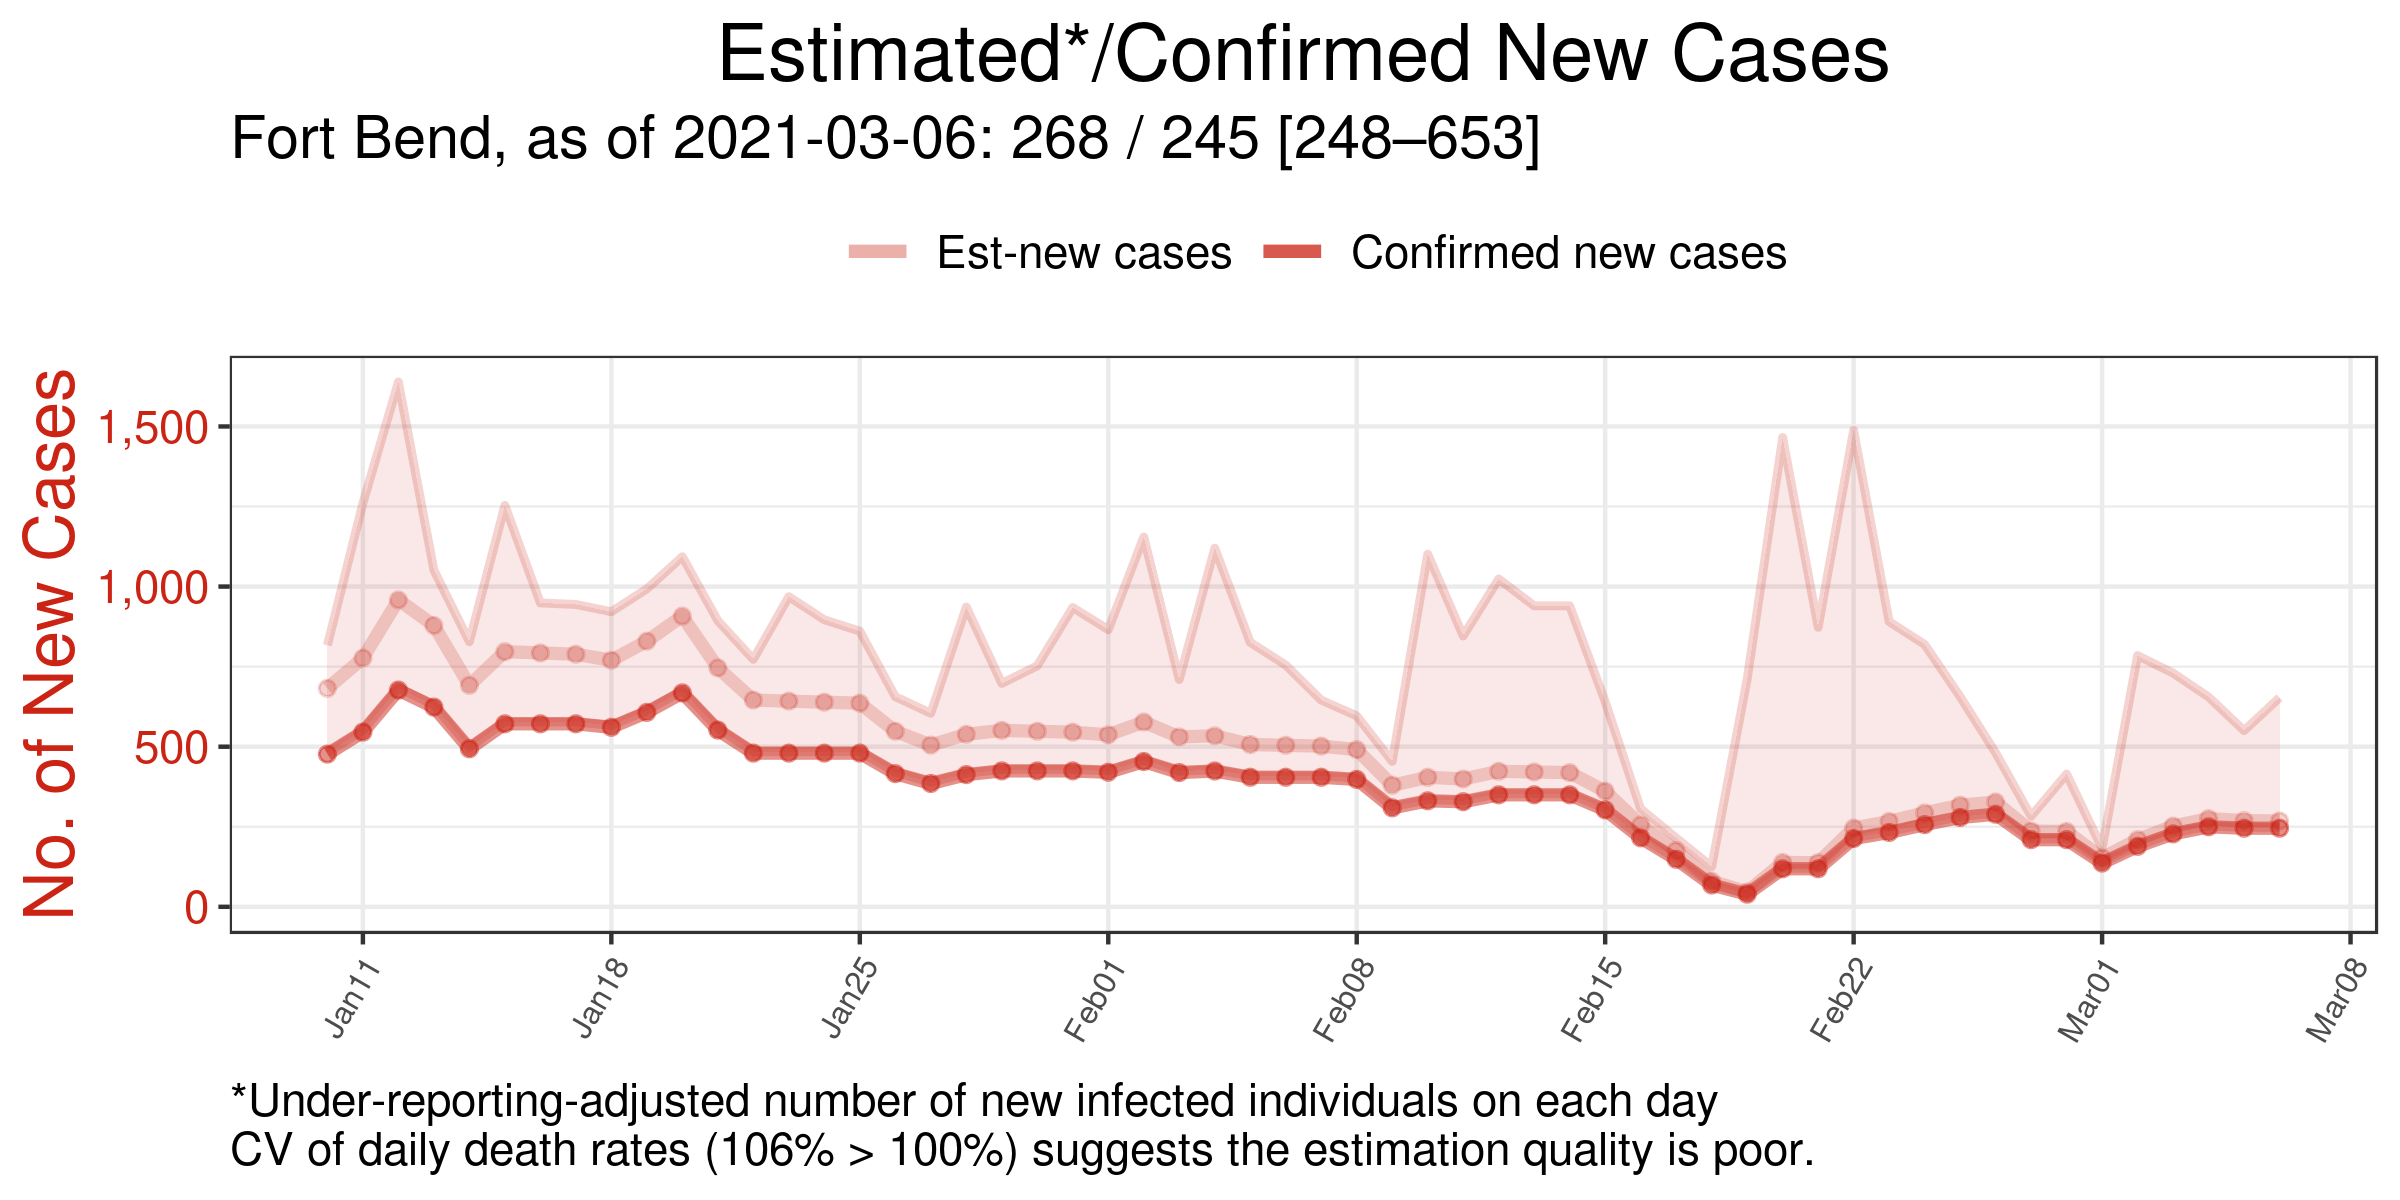 Estimated*/Confirmed New Cases
Fort Bend, as of 2021-03-06: 268 / 245 [248–653]
Est-new cases Confirmed new cases
No. of New Cases
1,500
1,000
500
0
Jan11 Jan18 Jan25 Feb01 Feb08 Feb15 Feb22 Mar01 Mar08
*Under-reporting-adjusted number of new infected individuals on each day
CV of daily death rates (106% > 100%) suggests the estimation quality is poor.